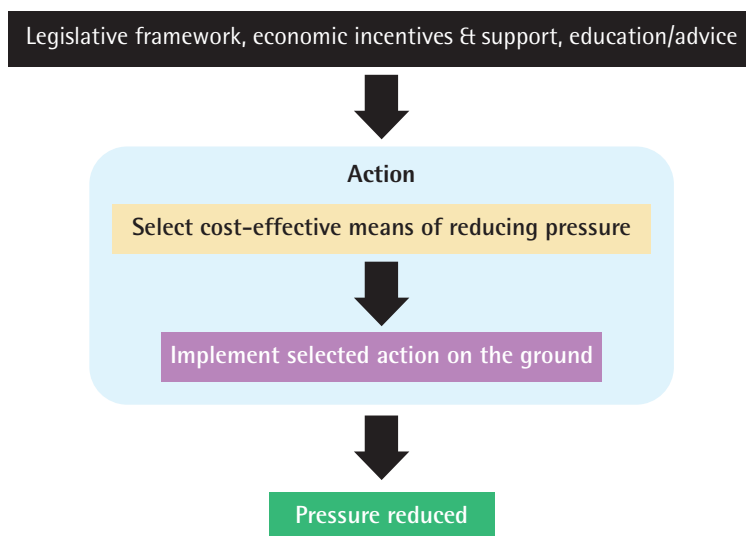 Legislative framework, economic incentives & support, education/advice
Action
Select cost-effective means of reducing pressure
Implement selected action on the ground
Pressure reduced